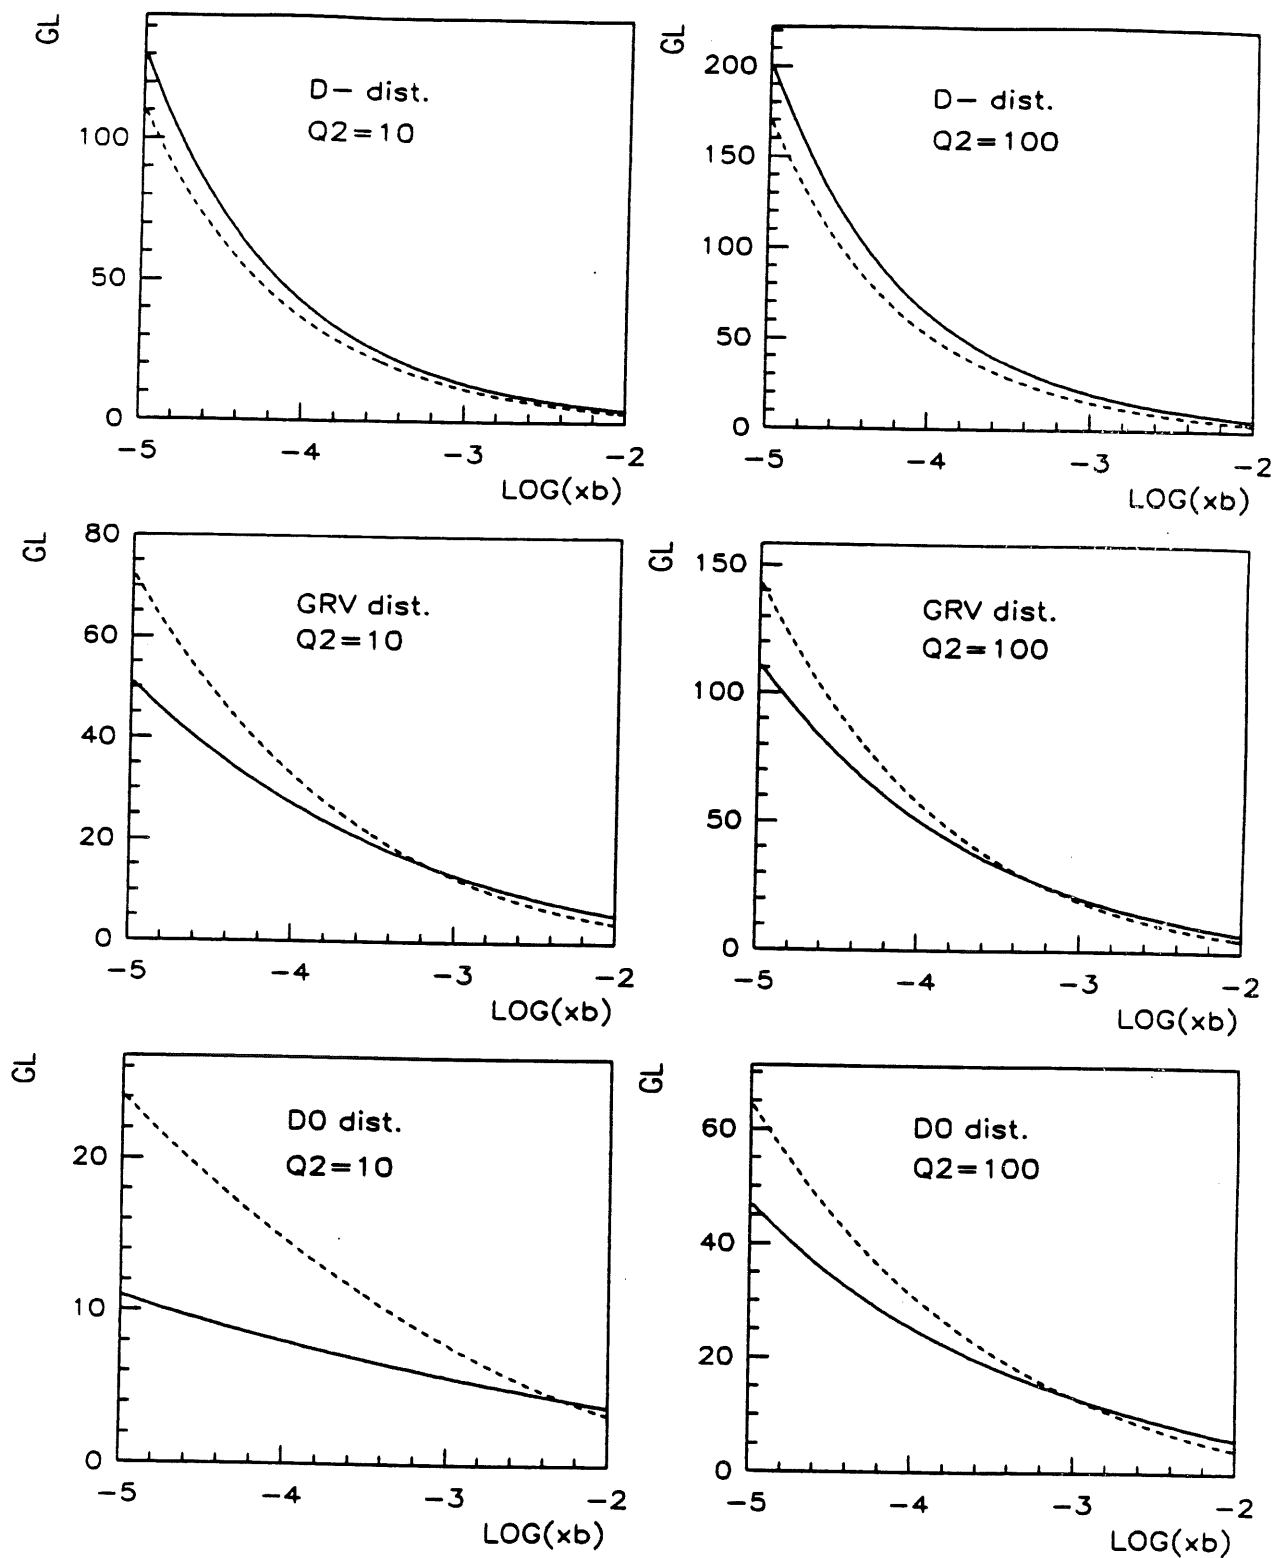 GL
D- dist.
Q2=10
100
50
0
-5 -4 -3 -2
LOG(xb)
GL
200
D- dist.
Q2=100
150
100
50
0
-5 -4 -3 -2
LOG(xb)
GL
80
GRV dist.
Q2=10
60
40
20
0
-5 -4 -3 -2
LOG(xb)
GL
150
GRV dist.
Q2=100
100
50
0
-5 -4 -3 -2
LOG(xb)
GL
D0 dist.
Q2=10
20
10
0
-5 -4 -3 -2
LOG(xb)
GL
D0 dist.
60
Q2=100
40
20
0
-5 -4 -3 -2
LOG(xb)